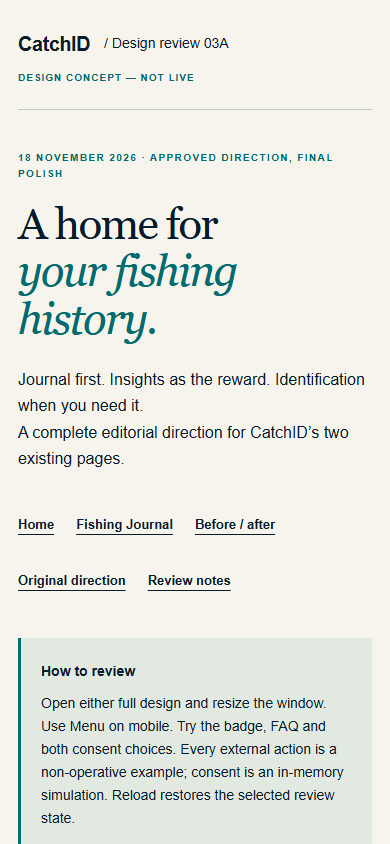 CatchID / Design review 03A
DESIGN CONCEPT — NOT LIVE
18 NOVEMBER 2026 · APPROVED DIRECTION, FINAL
POLISH
A home for
your fishing
history.
Journal first. Insights as the reward. Identification
when you need it.
A complete editorial direction for CatchID’s two
existing pages.
Home Fishing Journal Before / after
Original direction Review notes
How to review
Open either full design and resize the window.
Use Menu on mobile. Try the badge, FAQ and
both consent choices. Every external action is a
non-operative example; consent is an in-memory
simulation. Reload restores the selected review
state.